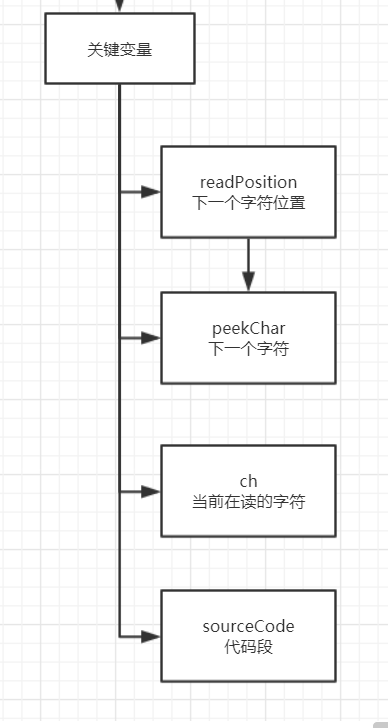 关键变量
readPosition
下一个字符位置
peekChar
下一个字符
ch
当前在读的字符
sourceCode
代码段